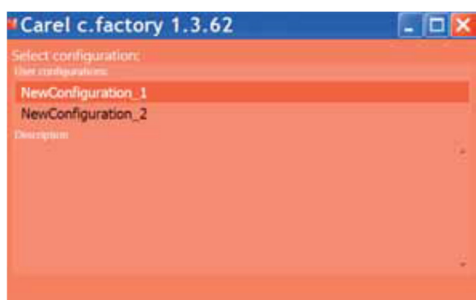 Carel c.factory 1.3.62
Select configuration:
User configurations:
NewConfiguration_1
NewConfiguration_2
Description